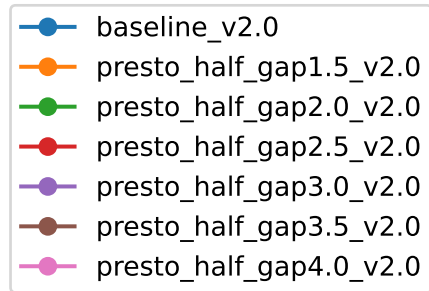 baseline_v2.0
presto_half_gap1.5_v2.0
presto_half_gap2.0_v2.0
presto_half_gap2.5_v2.0
presto_half_gap3.0_v2.0
presto_half_gap3.5_v2.0
presto_half_gap4.0_v2.0